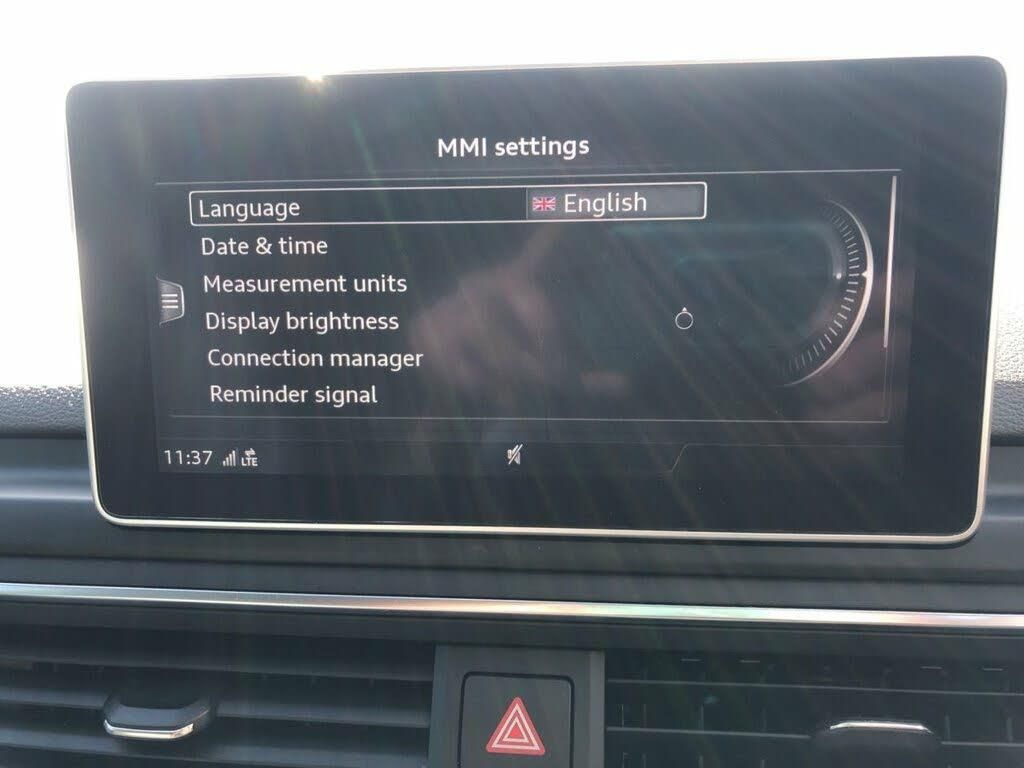 MMI settings
Language English
Date & time
Measurement units
Display brightness
Connection manager
Reminder signal
11:37 LTE